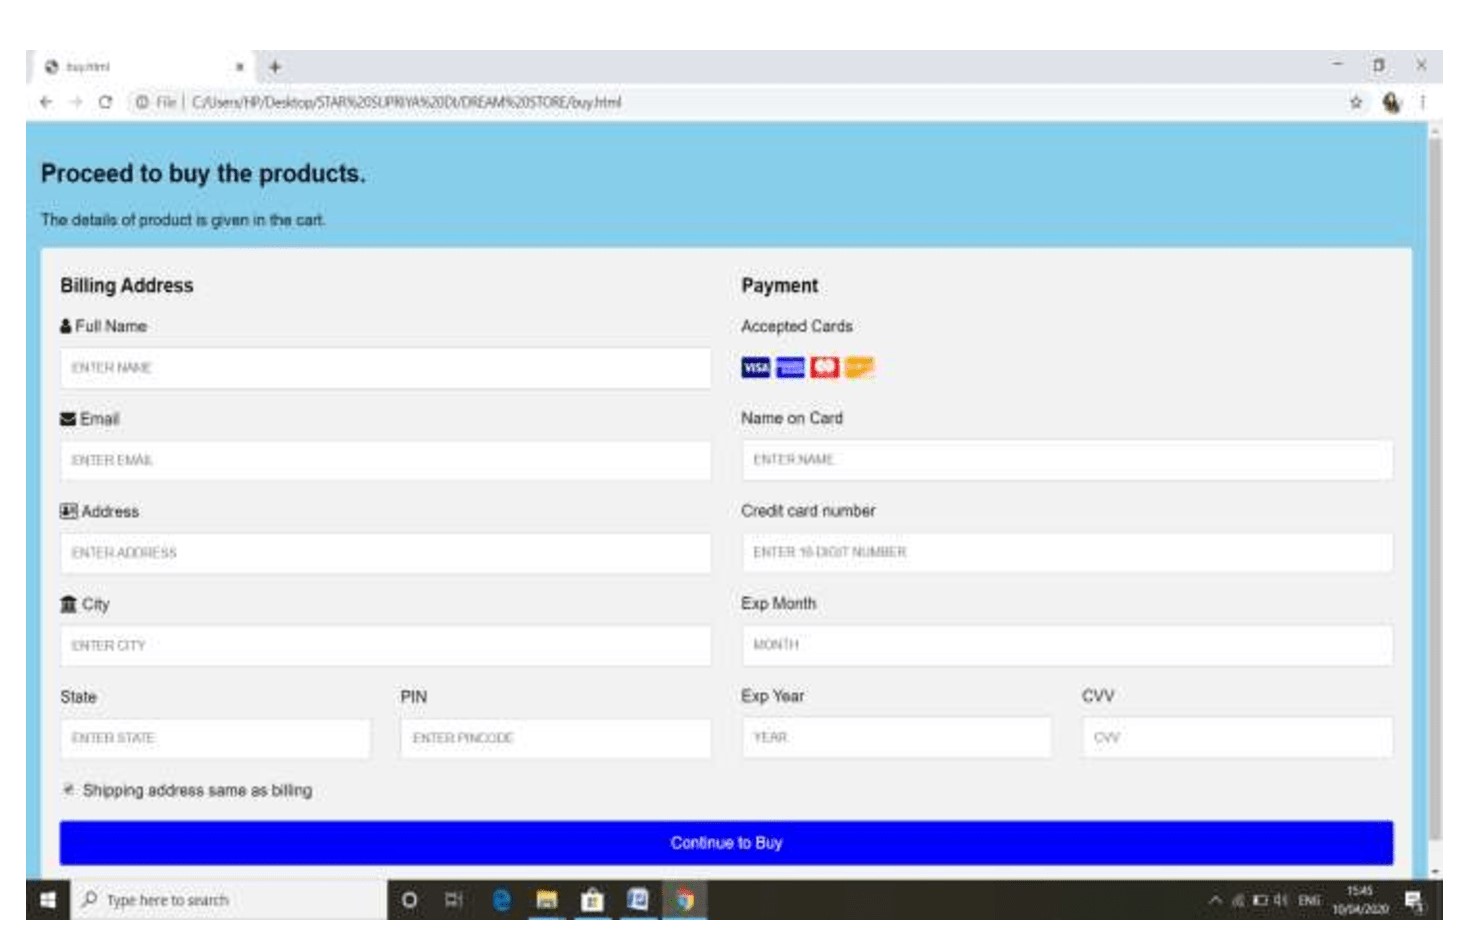 buy.html
File | C:/Users/HP/Desktop/STAR%20SUPRIYA%20DI/DREAM%20STORE/buy.html
Proceed to buy the products.
The details of product is given in the cart.
Billing Address
Full Name
ENTER NAME
Email
ENTER EMAIL
Address
ENTER ADDRESS
City
ENTER CITY
State PIN
ENTER STATE ENTER PINCODE
Shipping address same as billing
Payment
Accepted Cards
VISA
Name on Card
ENTER NAME
Credit card number
ENTER 16 DIGIT NUMBER
Exp Month
MONTH
Exp Year CVV
YEAR CVV
Continue to Buy
Type here to search
ENG
15:45
10/04/2020